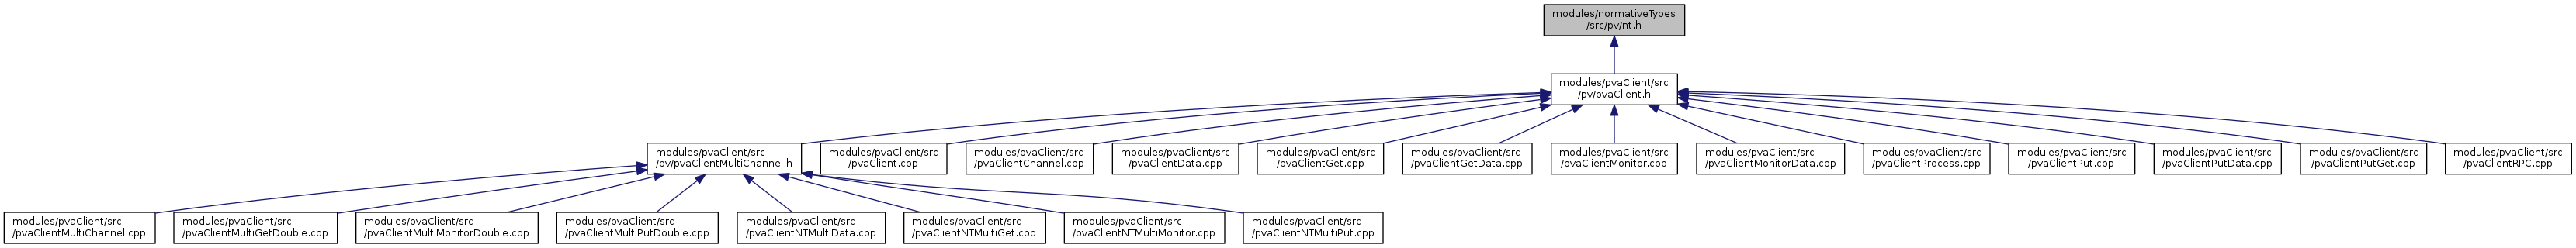 modules/normativeTypes
/src/pv/nt.h
modules/pvaClient/src
/pv/pvaClient.h
modules/pvaClient/src
/pv/pvaClientMultiChannel.h
modules/pvaClient/src
/pvaClient.cpp
modules/pvaClient/src
/pvaClientChannel.cpp
modules/pvaClient/src
/pvaClientData.cpp
modules/pvaClient/src
/pvaClientGet.cpp
modules/pvaClient/src
/pvaClientGetData.cpp
modules/pvaClient/src
/pvaClientMonitor.cpp
modules/pvaClient/src
/pvaClientMonitorData.cpp
modules/pvaClient/src
/pvaClientProcess.cpp
modules/pvaClient/src
/pvaClientPut.cpp
modules/pvaClient/src
/pvaClientPutData.cpp
modules/pvaClient/src
/pvaClientPutGet.cpp
modules/pvaClient/src
/pvaClientRPC.cpp
modules/pvaClient/src
/pvaClientMultiChannel.cpp
modules/pvaClient/src
/pvaClientMultiGetDouble.cpp
modules/pvaClient/src
/pvaClientMultiMonitorDouble.cpp
modules/pvaClient/src
/pvaClientMultiPutDouble.cpp
modules/pvaClient/src
/pvaClientNTMultiData.cpp
modules/pvaClient/src
/pvaClientNTMultiGet.cpp
modules/pvaClient/src
/pvaClientNTMultiMonitor.cpp
modules/pvaClient/src
/pvaClientNTMultiPut.cpp